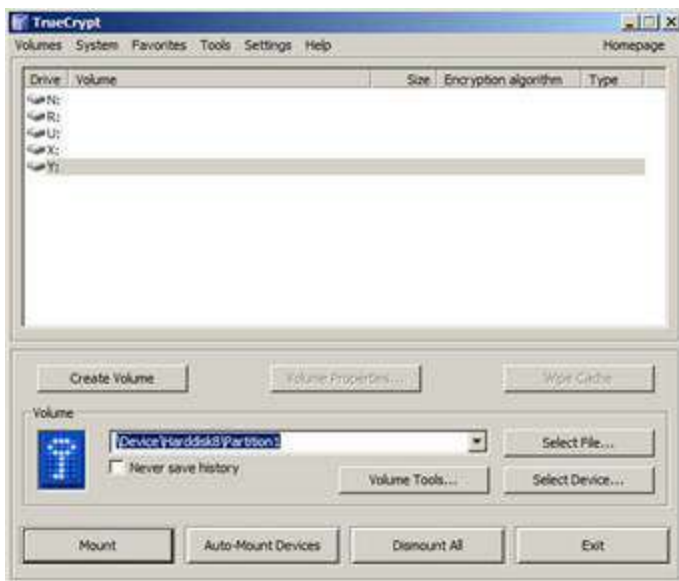 TrueCrypt
Volumes System Favorites Tools Settings Help Homepage
Drive Volume Size Encryption algorithm Type
N:
R:
U:
X:
Y:
Create Volume Volume Properties... Wipe Cache
Volume
\Device\Harddisk8\Partition1
Select File...
Never save history
Volume Tools... Select Device...
Mount Auto-Mount Devices Dismount All Exit